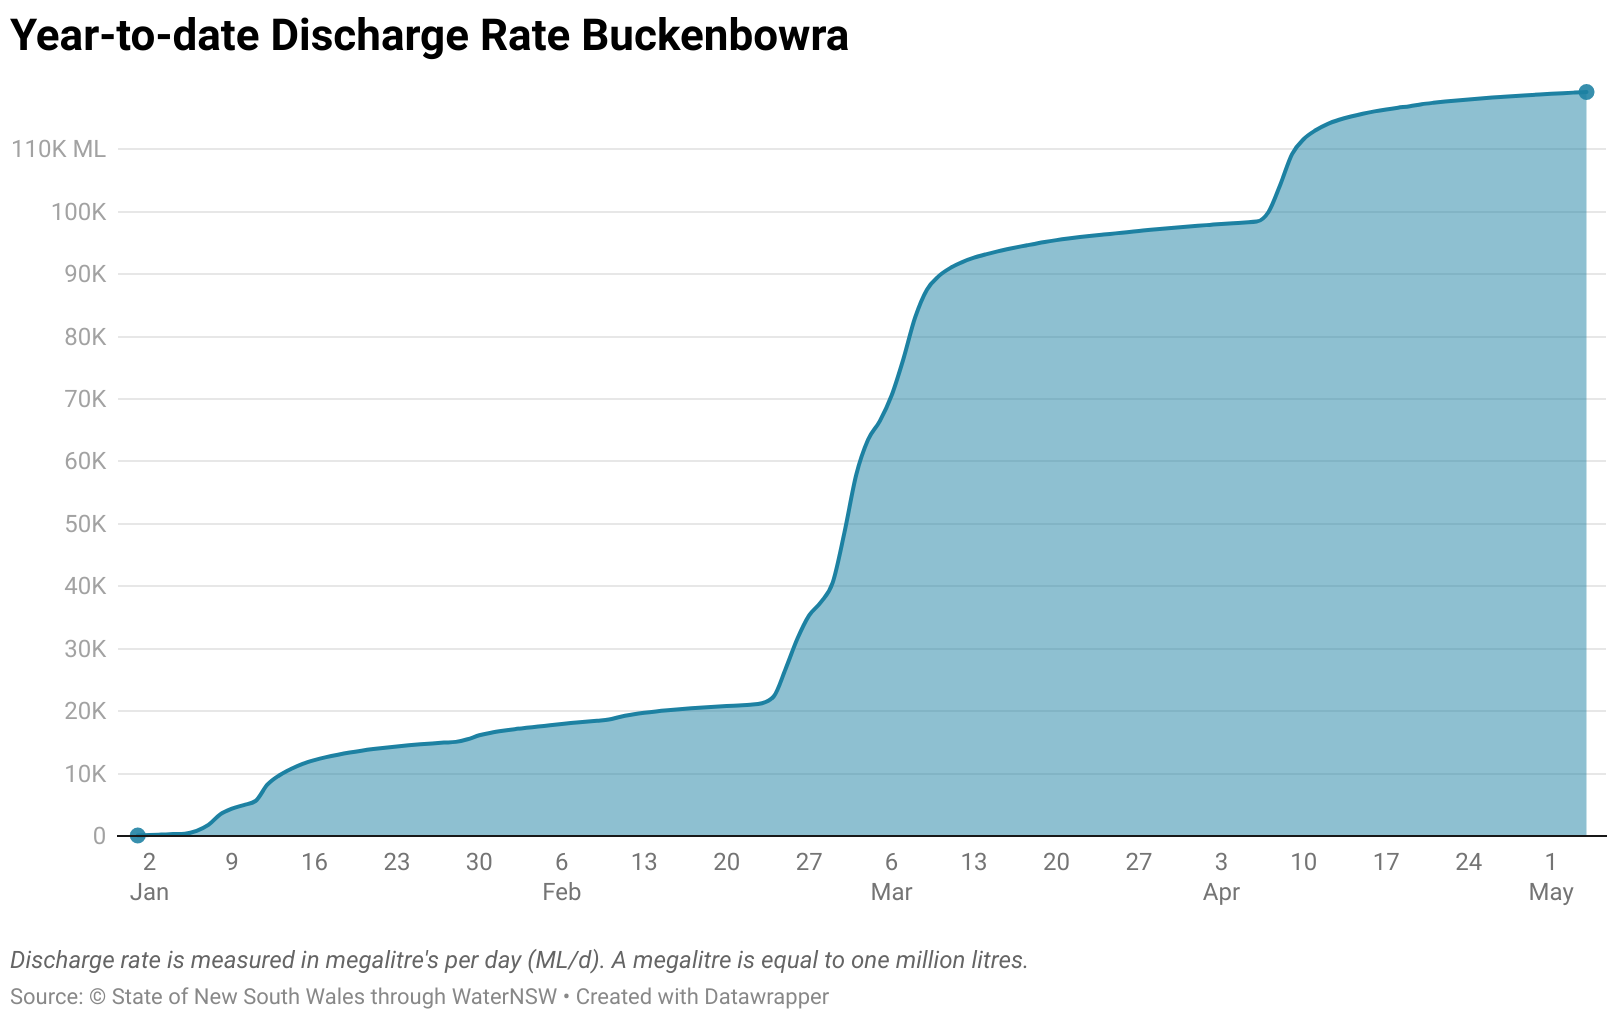 Year-to-date Discharge Rate Buckenbowra
110K ML
100K
90K
80K
70K
60K
50K
40K
30K
20K
10K
0
2 9 16 23 30 6 13 20 27 6 13 20 27 3 10 17 24 1
Jan Feb Mar Apr May
Discharge rate is measured in megalitre's per day (ML/d). A megalitre is equal to one million litres.
Source: © State of New South Wales through WaterNSW • Created with Datawrapper